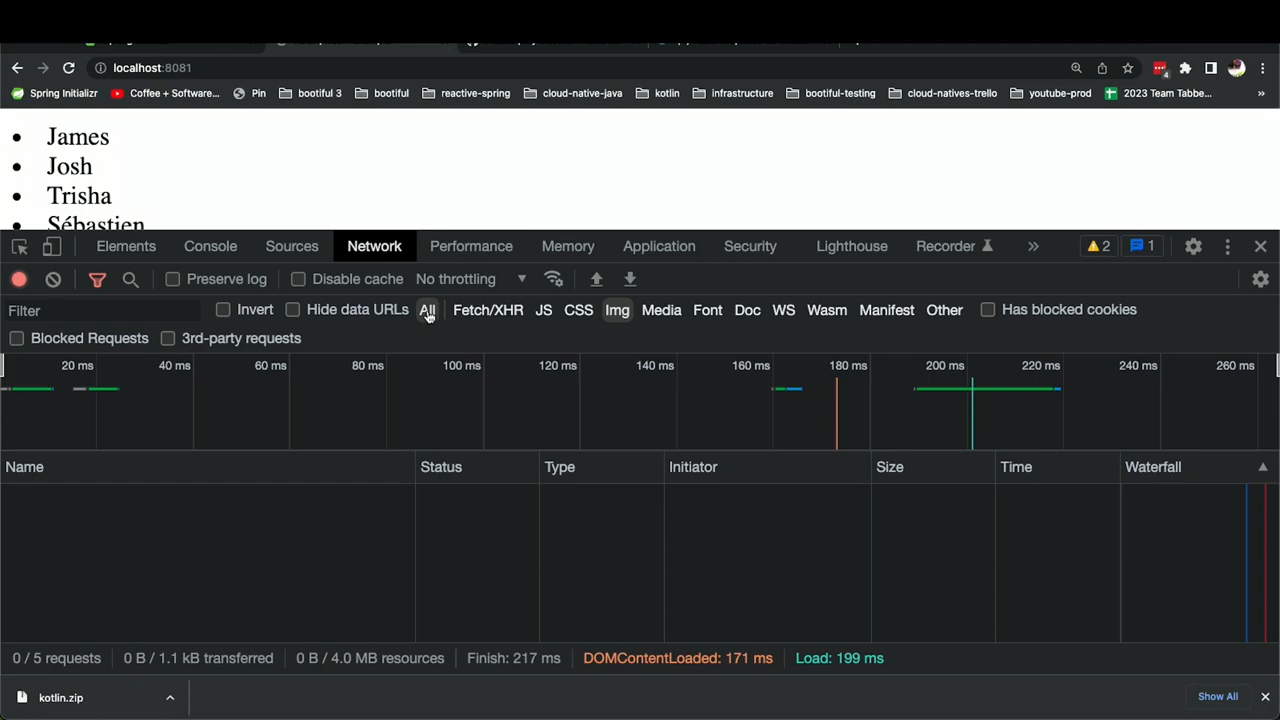 localhost:8081
4
Spring Initializr Coffee + Software... Pin bootiful 3 bootiful reactive-spring cloud-native-java kotlin infrastructure bootiful-testing cloud-natives-trello youtube-prod 2023 Team Tabbe... »
• James
• Josh
• Trisha
• Sébastien
Elements Console Sources Network Performance Memory Application Security Lighthouse Recorder » 2 1
Preserve log Disable cache No throttling
Filter Invert Hide data URLs All Fetch/XHR JS CSS Img Media Font Doc WS Wasm Manifest Other Has blocked cookies
Blocked Requests 3rd-party requests
20 ms 40 ms 60 ms 80 ms 100 ms 120 ms 140 ms 160 ms 180 ms 200 ms 220 ms 240 ms 260 ms
Name Status Type Initiator Size Time Waterfall
0 / 5 requests 0 B / 1.1 kB transferred 0 B / 4.0 MB resources Finish: 217 ms DOMContentLoaded: 171 ms Load: 199 ms
kotlin.zip Show All